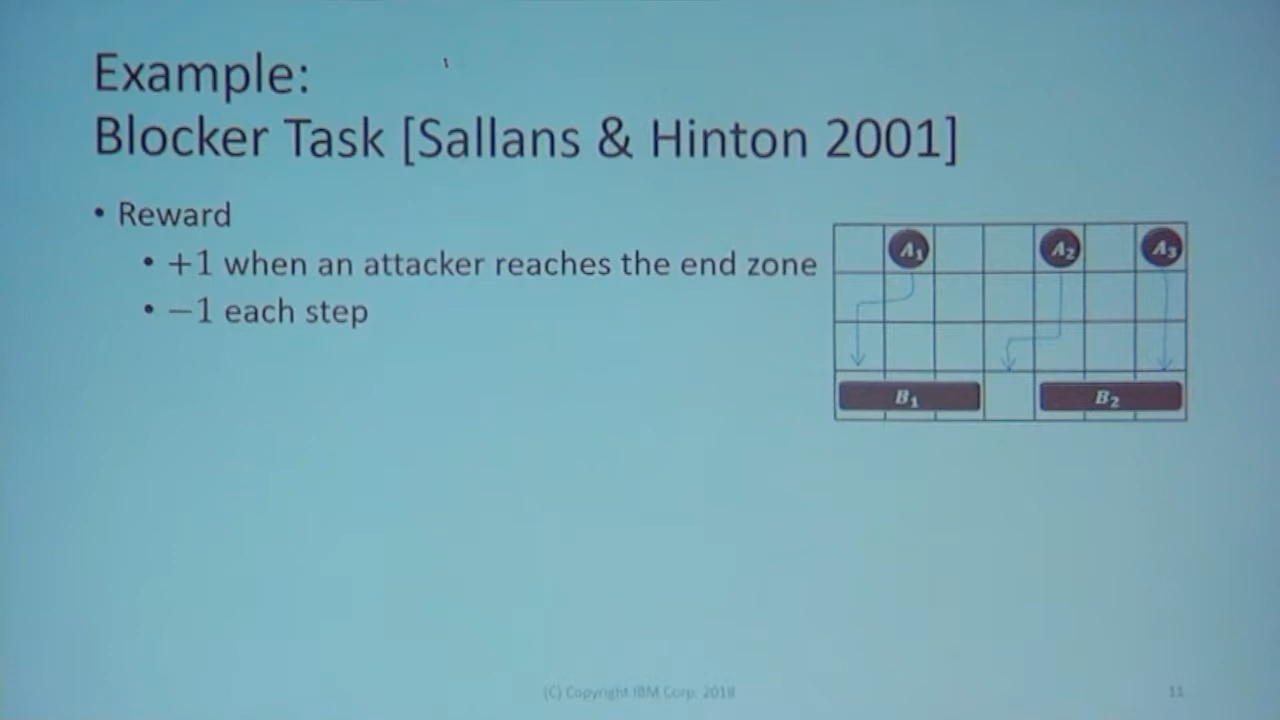 Example:
Blocker Task [Sallans & Hinton 2001]
• Reward
• +1 when an attacker reaches the end zone
• −1 each step
A₁ A₂ A₃
B₁ B₂
(C) Copyright IBM Corp. 2018
11